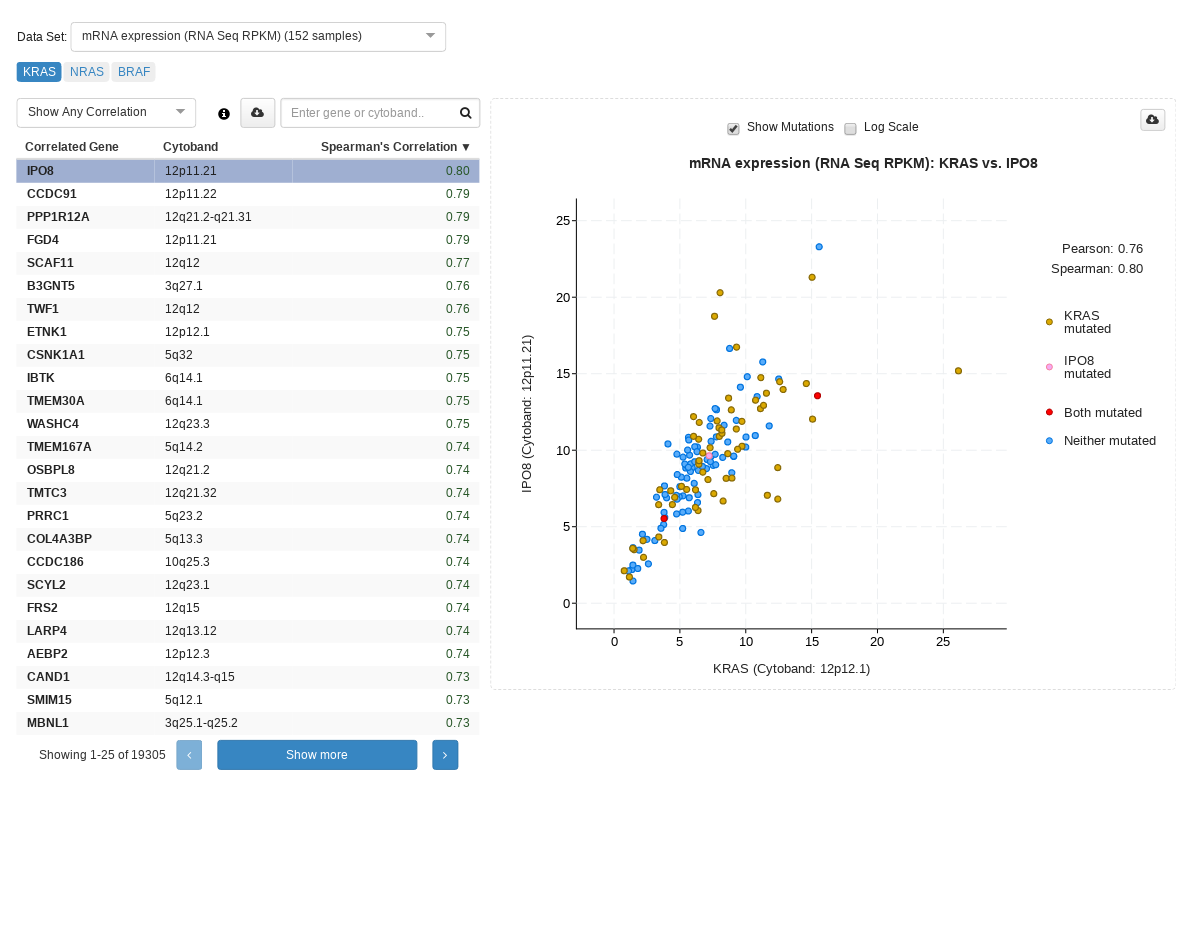 Data Set: mRNA expression (RNA Seq RPKM) (152 samples)
KRAS NRAS BRAF
Show Any Correlation
Enter gene or cytoband..
Correlated Gene Cytoband Spearman's Correlation ▼
IPO8 12p11.21 0.80
CCDC91 12p11.22 0.79
PPP1R12A 12q21.2-q21.31 0.79
FGD4 12p11.21 0.79
SCAF11 12q12 0.77
B3GNT5 3q27.1 0.76
TWF1 12q12 0.76
ETNK1 12p12.1 0.75
CSNK1A1 5q32 0.75
IBTK 6q14.1 0.75
TMEM30A 6q14.1 0.75
WASHC4 12q23.3 0.75
TMEM167A 5q14.2 0.74
OSBPL8 12q21.2 0.74
TMTC3 12q21.32 0.74
PRRC1 5q23.2 0.74
COL4A3BP 5q13.3 0.74
CCDC186 10q25.3 0.74
SCYL2 12q23.1 0.74
FRS2 12q15 0.74
LARP4 12q13.12 0.74
AEBP2 12p12.3 0.74
CAND1 12q14.3-q15 0.73
SMIM15 5q12.1 0.73
MBNL1 3q25.1-q25.2 0.73
Showing 1-25 of 19305 ‹ Show more ›
Show Mutations Log Scale
mRNA expression (RNA Seq RPKM): KRAS vs. IPO8
IPO8 (Cytoband: 12p11.21)
25
20
15
10
5
0
0 5 10 15 20 25
KRAS (Cytoband: 12p12.1)
Pearson: 0.76
Spearman: 0.80
KRAS
mutated
IPO8
mutated
Both mutated
Neither mutated